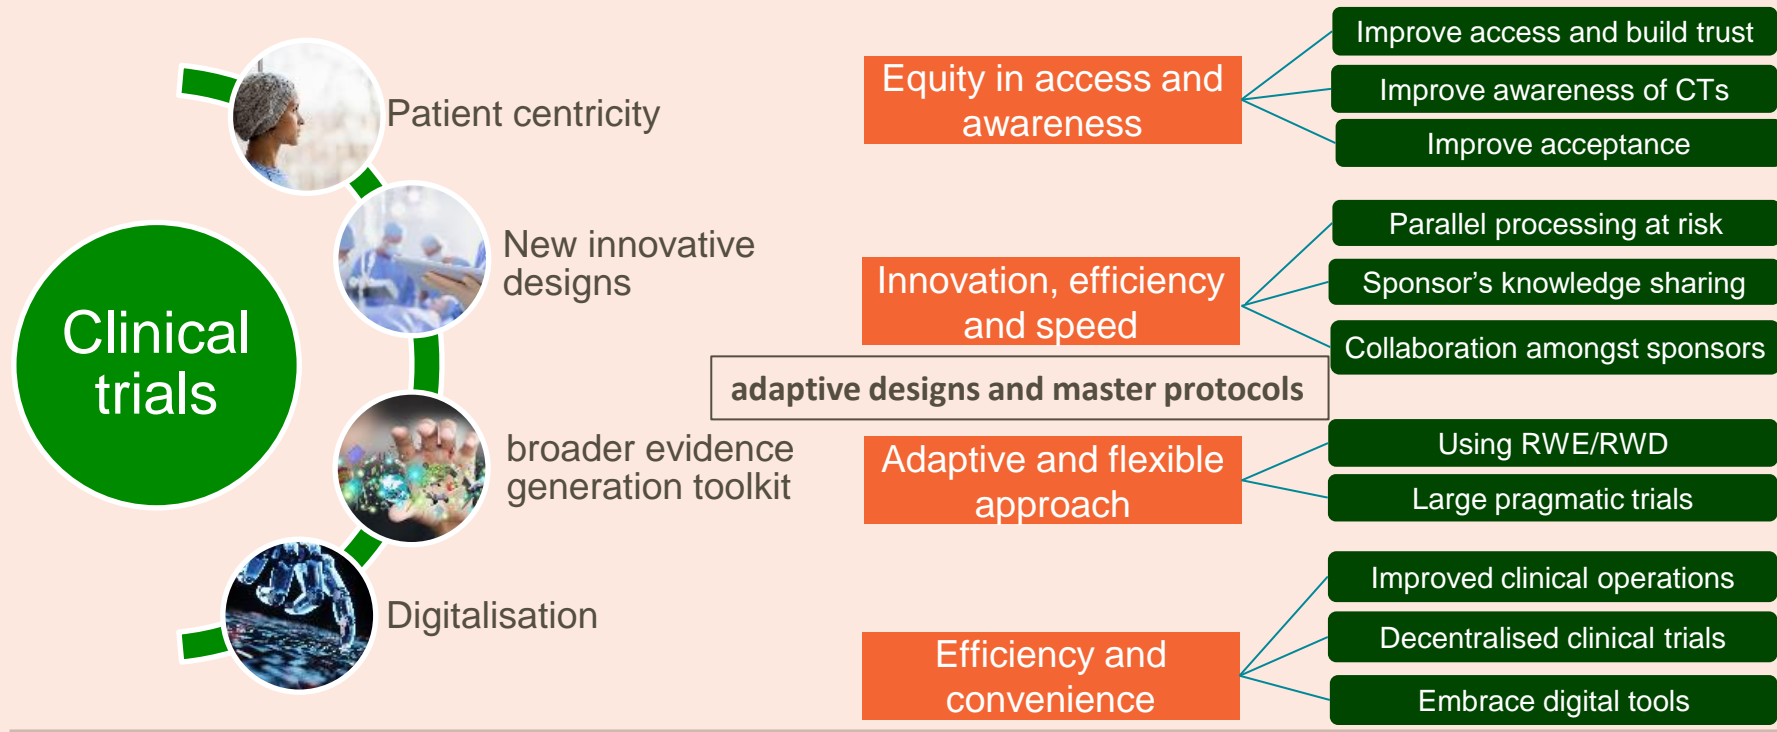 Clinical
trials
Patient centricity
New innovative
designs
broader evidence
generation toolkit
Digitalisation
Equity in access and
awareness
Improve access and build trust
Improve awareness of CTs
Improve acceptance
Innovation, efficiency
and speed
Parallel processing at risk
Sponsor’s knowledge sharing
Collaboration amongst sponsors
adaptive designs and master protocols
Adaptive and flexible
approach
Using RWE/RWD
Large pragmatic trials
Efficiency and
convenience
Improved clinical operations
Decentralised clinical trials
Embrace digital tools